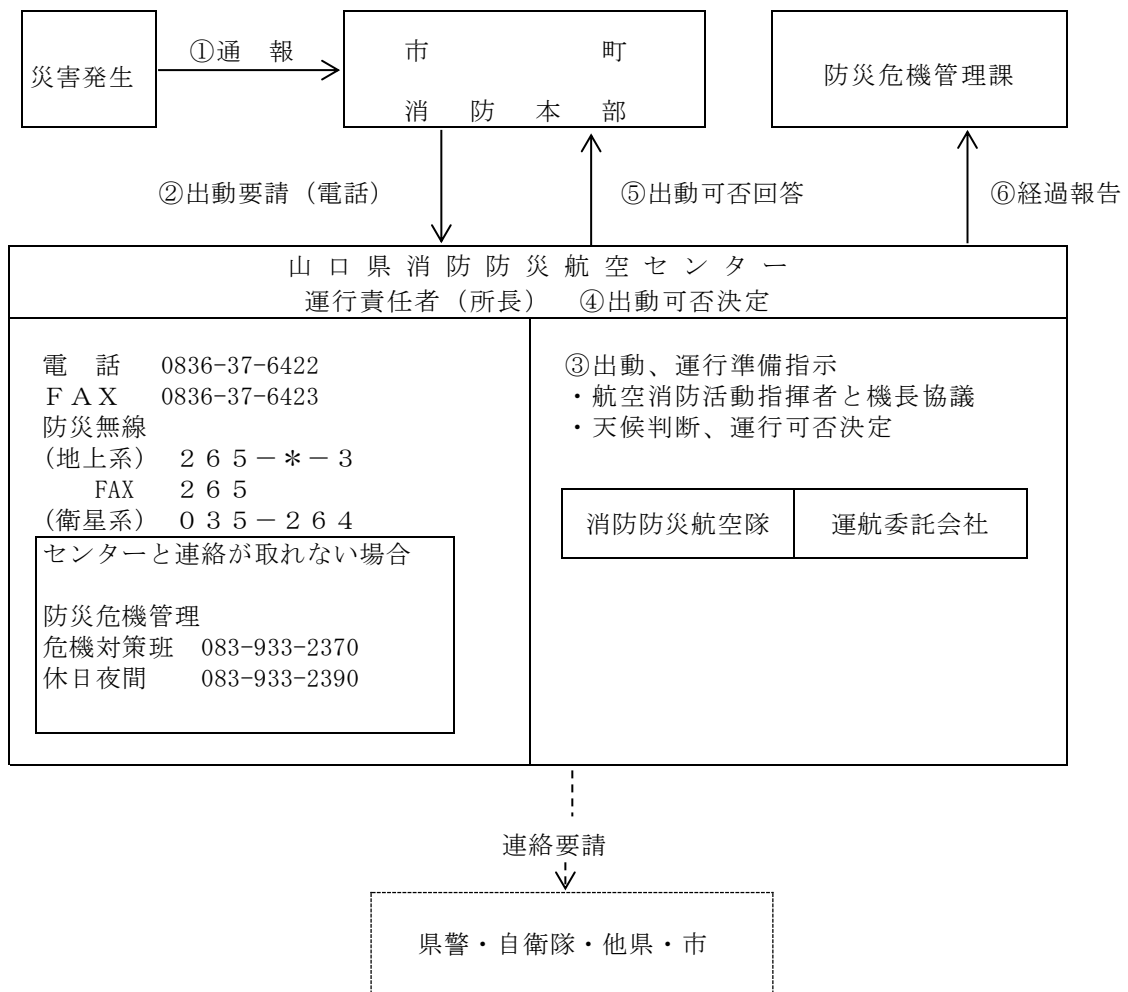 災害発生
①通　報
市　　　　　町
消　防　本　部
防災危機管理課
②出動要請（電話）
⑤出動可否回答
⑥経過報告
山口県消防防災航空センター
運行責任者（所長）　④出動可否決定
電　話　0836-37-6422
ＦＡＸ　0836-37-6423
防災無線
（地上系）　２６５－＊－３
FAX　２６５
（衛星系）　０３５－２６４
センターと連絡が取れない場合
防災危機管理
危機対策班　083-933-2370
休日夜間　　083-933-2390
③出動、運行準備指示
・航空消防活動指揮者と機長協議
・天候判断、運行可否決定
消防防災航空隊
運航委託会社
連絡要請
県警・自衛隊・他県・市